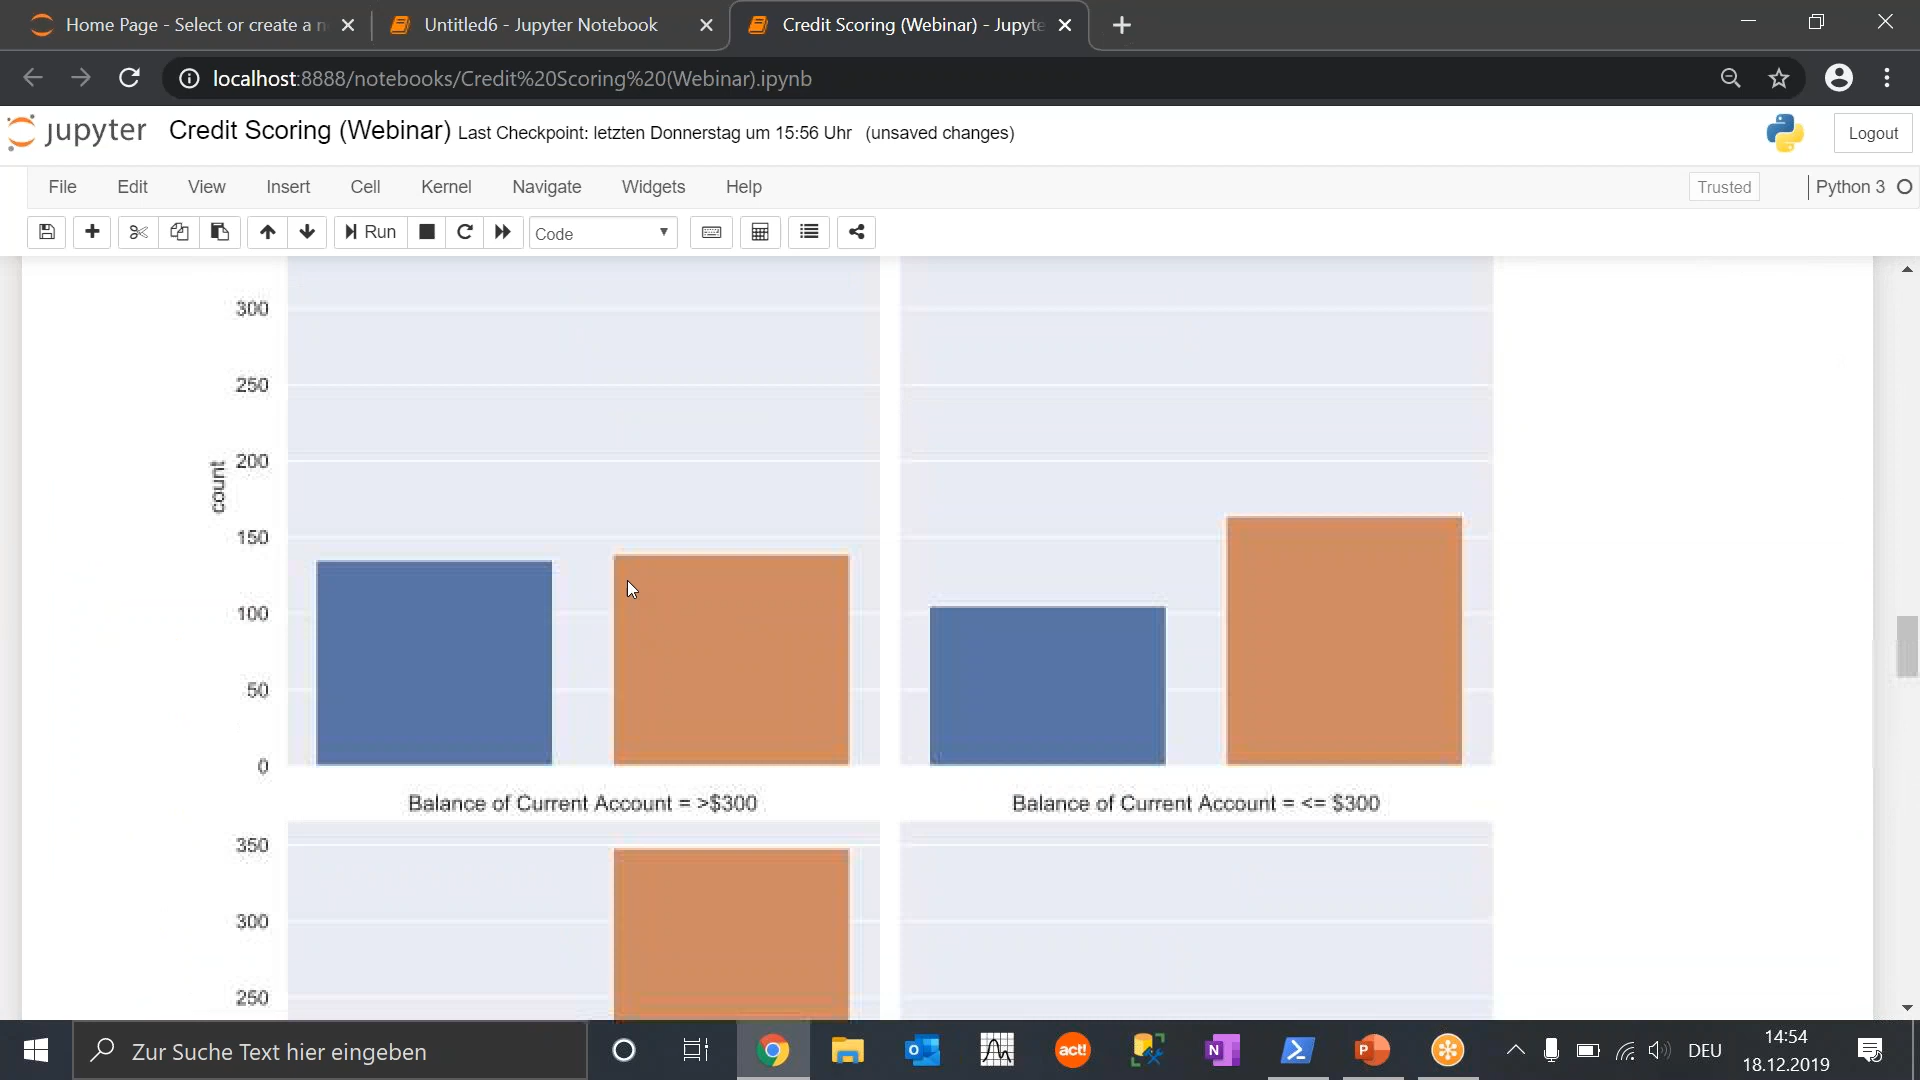 Home Page - Select or create a n
Untitled6 - Jupyter Notebook
Credit Scoring (Webinar) - Jupyte
localhost:8888/notebooks/Credit%20Scoring%20(Webinar).ipynb
jupyter Credit Scoring (Webinar) Last Checkpoint: letzten Donnerstag um 15:56 Uhr (unsaved changes)
Logout
File Edit View Insert Cell Kernel Navigate Widgets Help
Trusted
Python 3
Run
Code
300
250
200
150
100
50
0
count
Balance of Current Account = >$300
Balance of Current Account = <= $300
350
300
250
Zur Suche Text hier eingeben
act!
DEU
14:54
18.12.2019